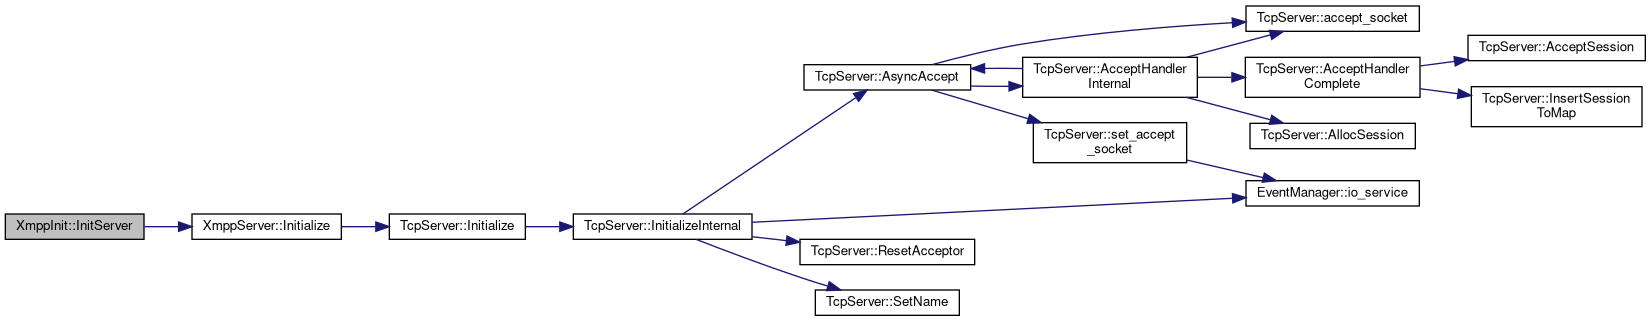 XmppInit::InitServer
XmppServer::Initialize
TcpServer::Initialize
TcpServer::InitializeInternal
TcpServer::AsyncAccept
TcpServer::accept_socket
TcpServer::AcceptHandler
Internal
TcpServer::AcceptHandler
Complete
TcpServer::AcceptSession
TcpServer::InsertSession
ToMap
TcpServer::AllocSession
TcpServer::set_accept
_socket
EventManager::io_service
TcpServer::ResetAcceptor
TcpServer::SetName